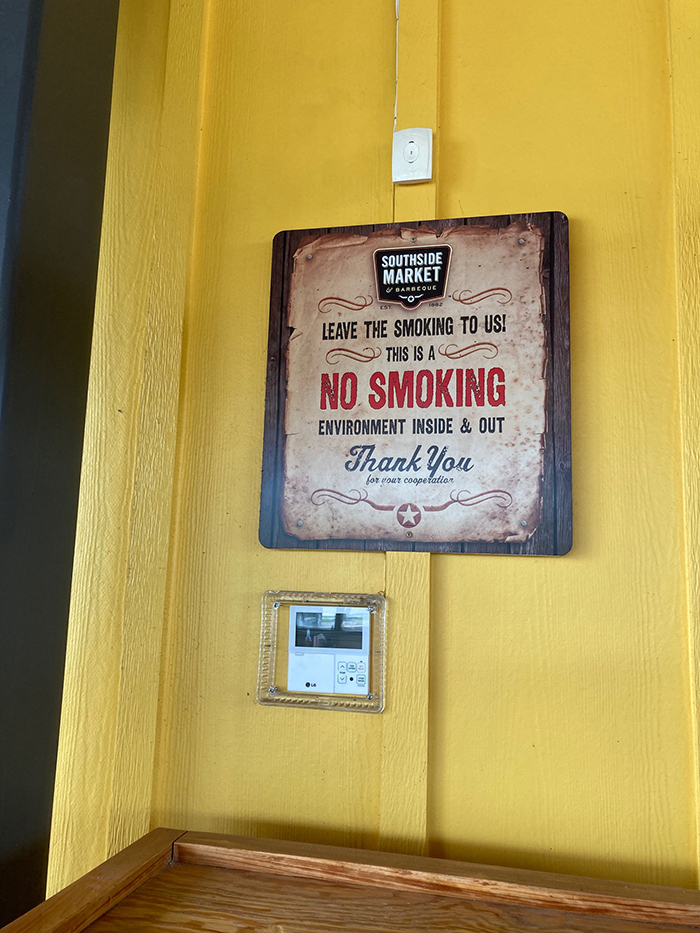 SOUTHSIDE
MARKET
& BARBEQUE
EST. 1882
LEAVE THE SMOKING TO US!
THIS IS A
NO SMOKING
ENVIRONMENT INSIDE & OUT
Thank You
for your cooperation
LG